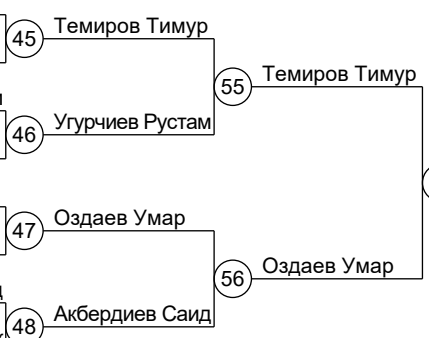 45
Темиров Тимур
55
Темиров Тимур
46
Угурчиев Рустам
47
Оздаев Умар
56
Оздаев Умар
48
Акбердиев Саид